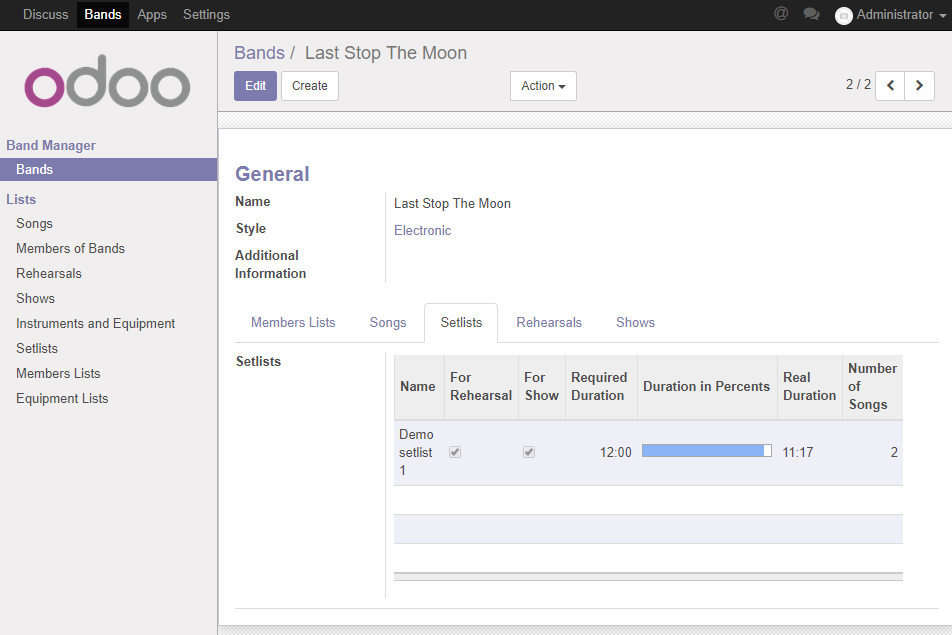 Discuss Bands Apps Settings @ Administrator
odoo
Bands / Last Stop The Moon
Edit Create Action 2 / 2
Band Manager
Bands
Lists
Songs
Members of Bands
Rehearsals
Shows
Instruments and Equipment
Setlists
Members Lists
Equipment Lists
General
Name Last Stop The Moon
Style Electronic
Additional
Information
Members Lists Songs Setlists Rehearsals Shows
Setlists
Name
For
Rehearsal
For
Show
Required
Duration
Duration in Percents
Real
Duration
Number
of
Songs
Demo
setlist
1
12:00 11:17 2